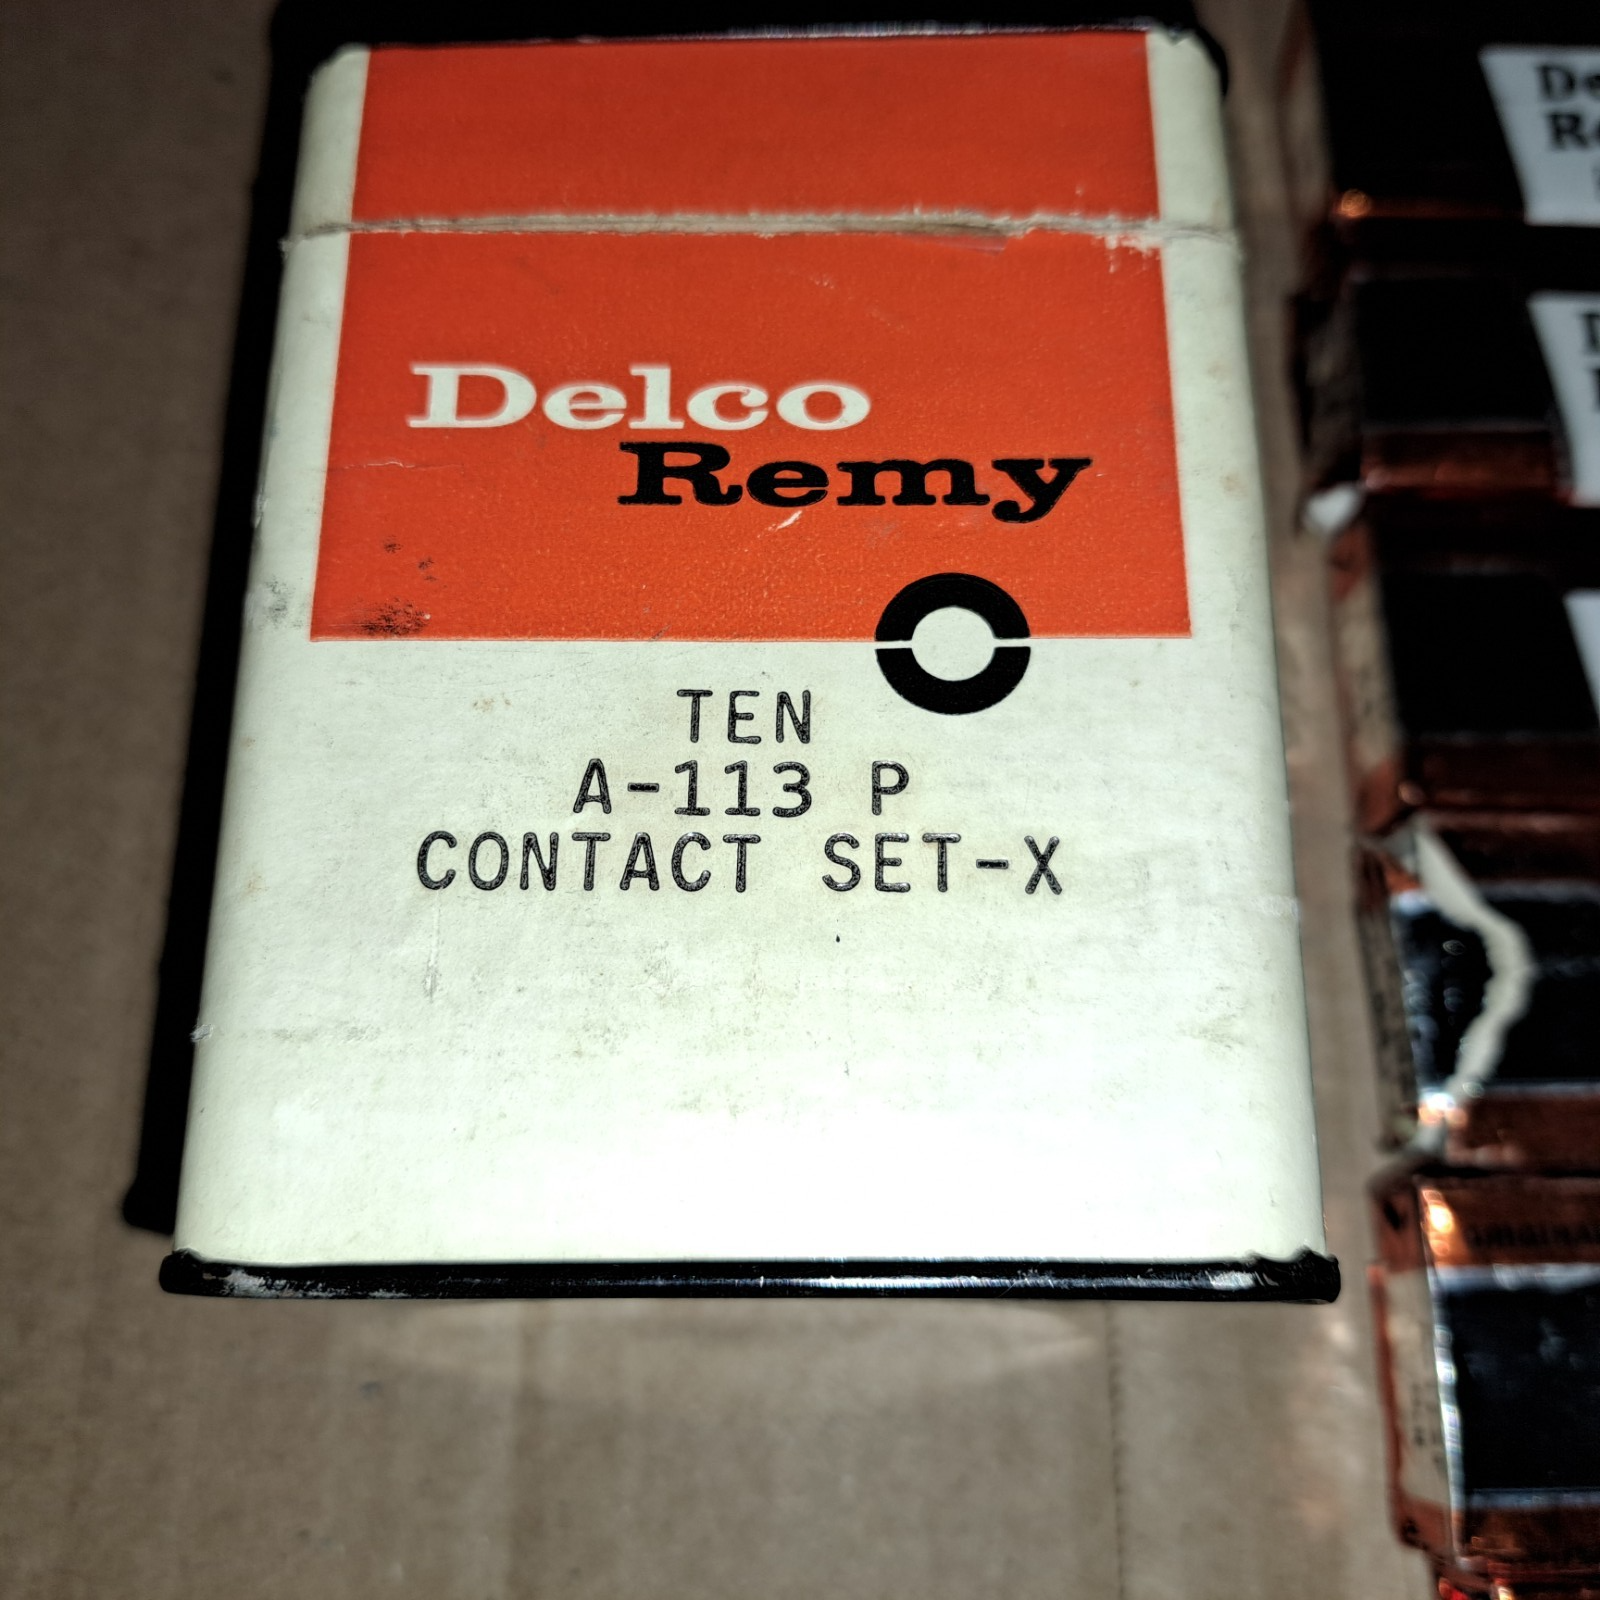 Delco
Remy
TEN
A-113 P
CONTACT SET-X